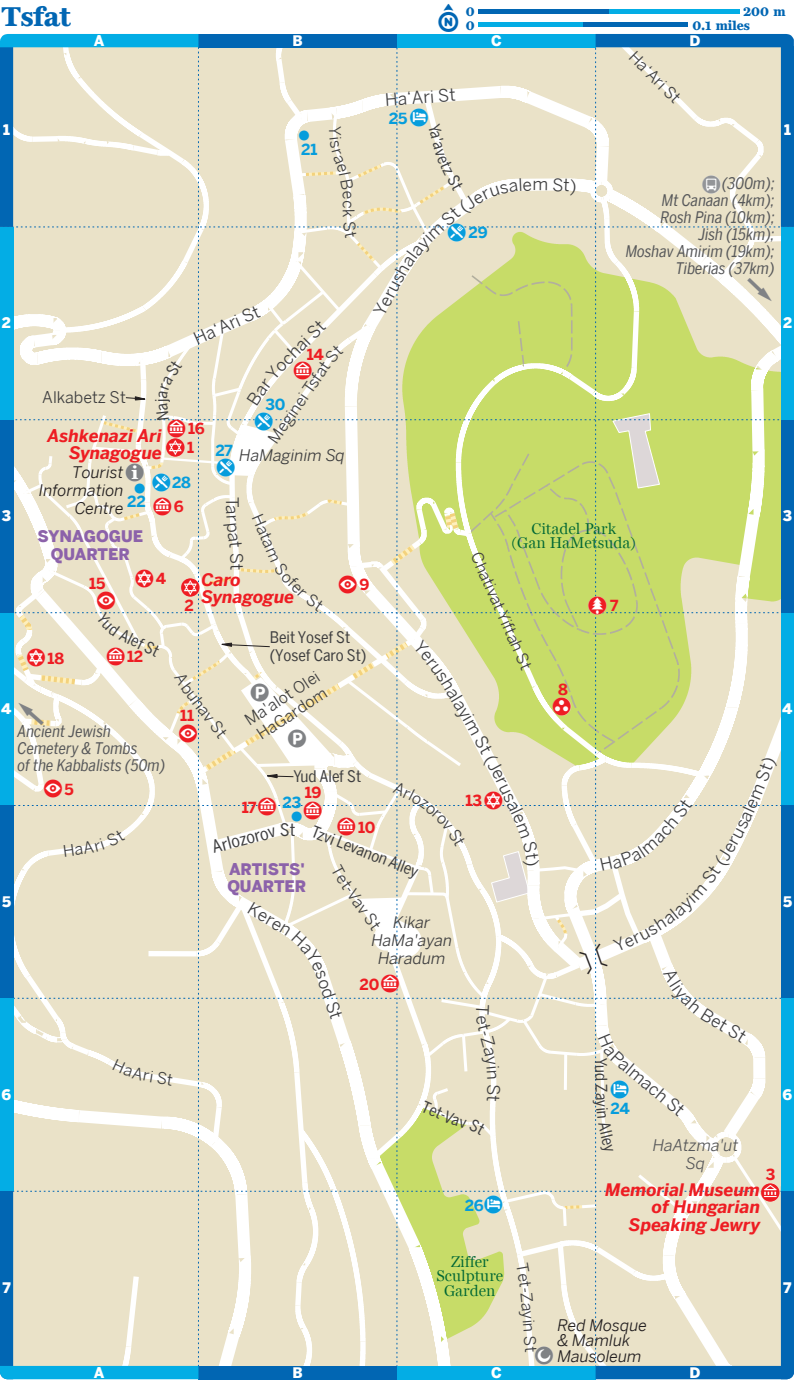 Tsfat
N
0 200 m
0 0.1 miles
A B C D
1
Ha'Ari St
Ha'Ari St
25
21
Yisrael Beck St
Ya'avetz St
Yerushalayim St (Jerusalem St)
29
(300m);
Mt Canaan (4km);
Rosh Pina (10km);
Jish (15km);
Moshav Amirim (19km);
Tiberias (37km)
1
2
Ha'Ari St
Bar Yochai St
14
Meginei Tsfat St
Alkabetz St
Najara St
30
2
16
Ashkenazi Ari
Synagogue
1
27
HaMaginim Sq
Tourist
Information
Centre
i
22
28
6
3
SYNAGOGUE
QUARTER
Tarpat St
Hatam Sofer St
Citadel Park
(Gan HaMetsuda)
3
15
4
2
Caro
Synagogue
9
Chativat Yiftah St
7
Yud Alef St
18
12
Beit Yosef St
(Yosef Caro St)
Abuhav St
P
Ma'alot Olei
HaGardom
P
Yerushalayim St (Jerusalem St)
8
4
11
Ancient Jewish
Cemetery & Tombs
of the Kabbalists (50m)
4
5
Yud Alef St
17
23
19
10
Arlozorov St
13
HaAri St
Arlozorov St
Tzvi Levanon Alley
HaPalmach St
Yerushalayim St (Jerusalem St)
ARTISTS'
QUARTER
Tet-Vav St
5
Keren HaYesod St
Kikar
HaMa'ayan
Haradum
5
20
Aliyah Bet St
Tet-Zayin St
HaAri St
HaPalmach St
Yud Zayin Alley
24
6
Tet-Vav St
HaAtzma'ut
Sq
6
3
Memorial Museum
of Hungarian
Speaking Jewry
26
Ziffer
Sculpture
Garden
7
Tet-Zayin St
7
Red Mosque
& Mamluk
Mausoleum
A B C D